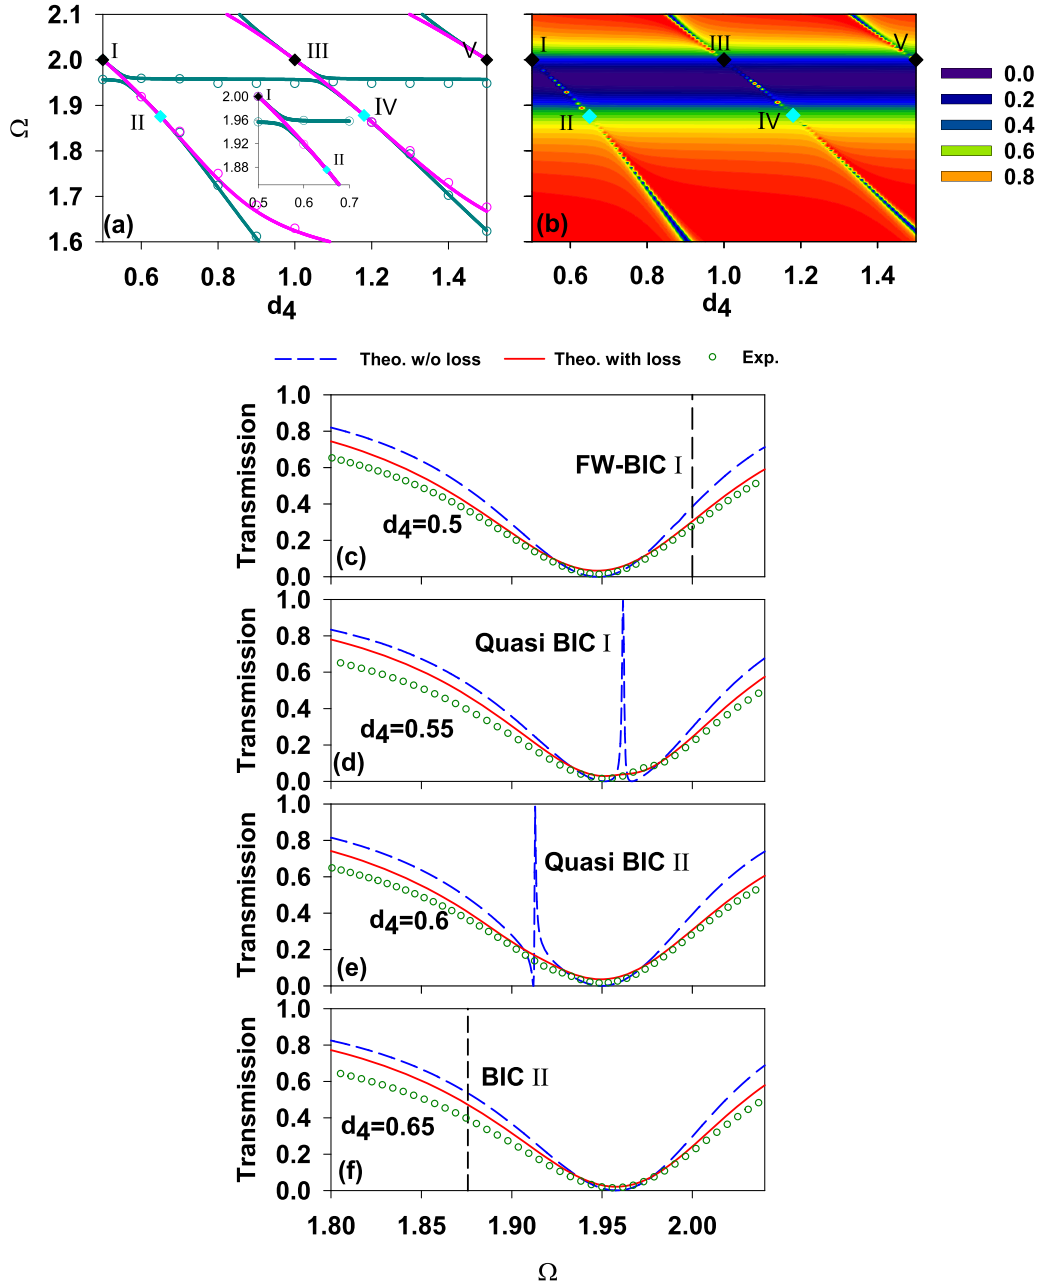 2.1
2.0
1.9
1.8
1.7
1.6
Ω
I
II
III
IV
V
2.00
1.96
1.92
1.88
I
II
0.5 0.6 0.7
(a)
0.6 0.8 1.0 1.2 1.4
d4
I
II
III
IV
V
(b)
0.6 0.8 1.0 1.2 1.4
d4
0.0
0.2
0.4
0.6
0.8
Theo. w/o loss Theo. with loss Exp.
Transmission
1.0
0.8
0.6
0.4
0.2
0.0
FW-BIC I
d4=0.5
(c)
Transmission
1.0
0.8
0.6
0.4
0.2
0.0
Quasi BIC I
d4=0.55
(d)
Transmission
1.0
0.8
0.6
0.4
0.2
0.0
Quasi BIC II
d4=0.6
(e)
Transmission
1.0
0.8
0.6
0.4
0.2
0.0
BIC II
d4=0.65
(f)
1.80 1.85 1.90 1.95 2.00
Ω